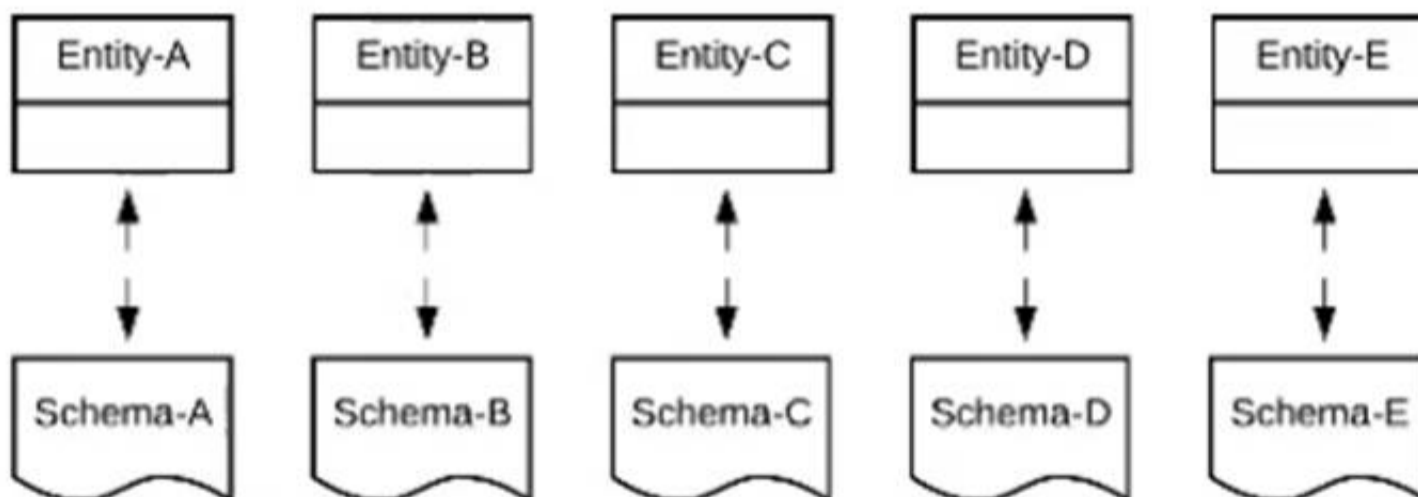 Entity-A
Entity-B
Entity-C
Entity-D
Entity-E
Schema-A
Schema-B
Schema-C
Schema-D
Schema-E